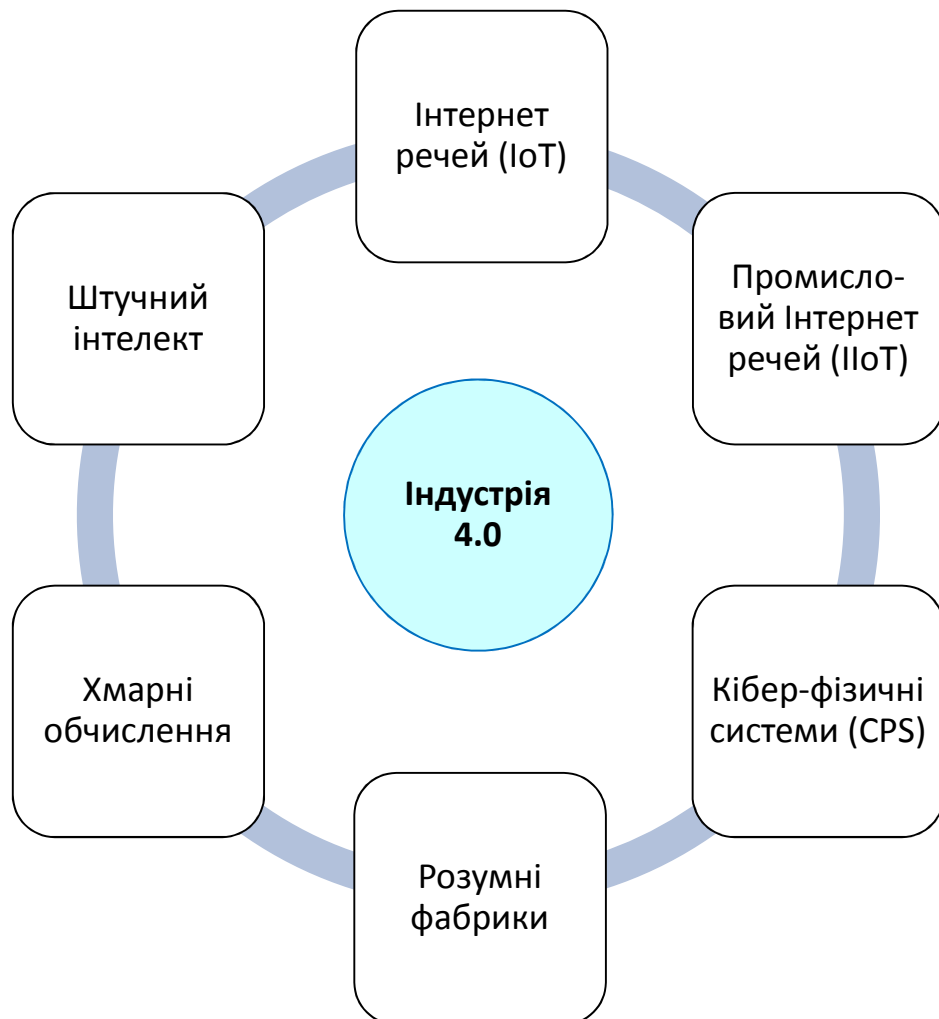 Інтернет
речей (IoT)
Промисло-
вий Інтернет
речей (IIoT)
Кібер-фізичні
системи (CPS)
Розумні
фабрики
Хмарні
обчислення
Штучний
інтелект
Індустрія
4.0